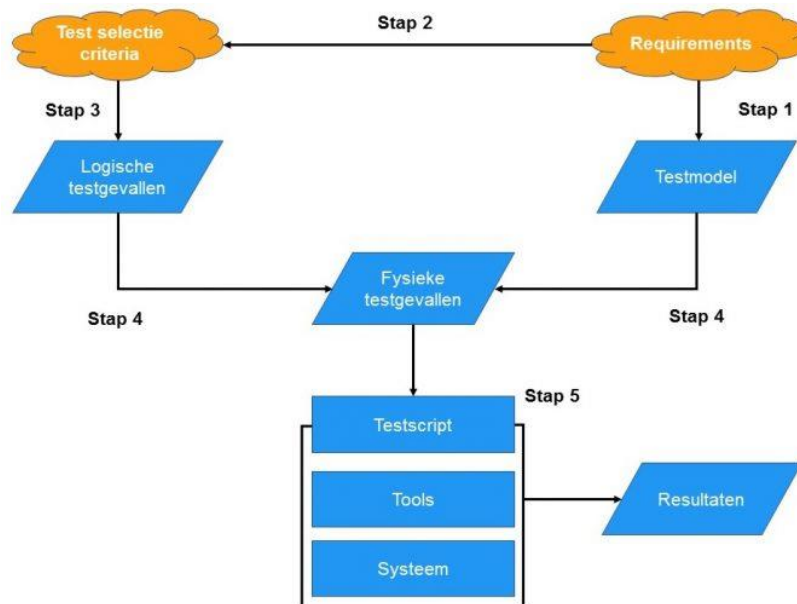 Test selectie
criteria
Stap 2
Requirements
Stap 3
Stap 1
Logische
testgevallen
Testmodel
Fysieke
testgevallen
Stap 4
Stap 4
Stap 5
Testscript
Tools
Resultaten
Systeem